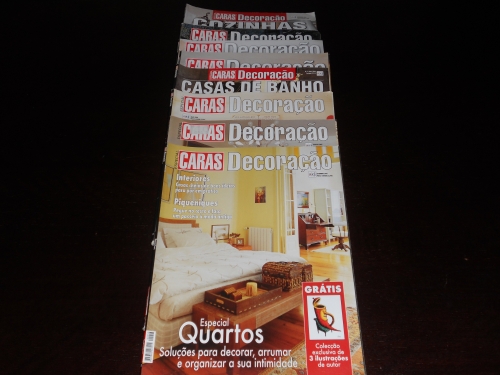 CARAS Decoração
COZINHAS
CARAS Decoração
CARAS Decoração
CARAS Decoração
CARAS Decoração
CASAS DE BANHO
CARAS Decoração
CARAS Decoração
CARAS Decoração
Interiores
Piqueniques
GRÁTIS
Colecção
exclusiva de
3 ilustrações
de autor
Especial
Quartos
Soluções para decorar, arrumar
e organizar a sua intimidade